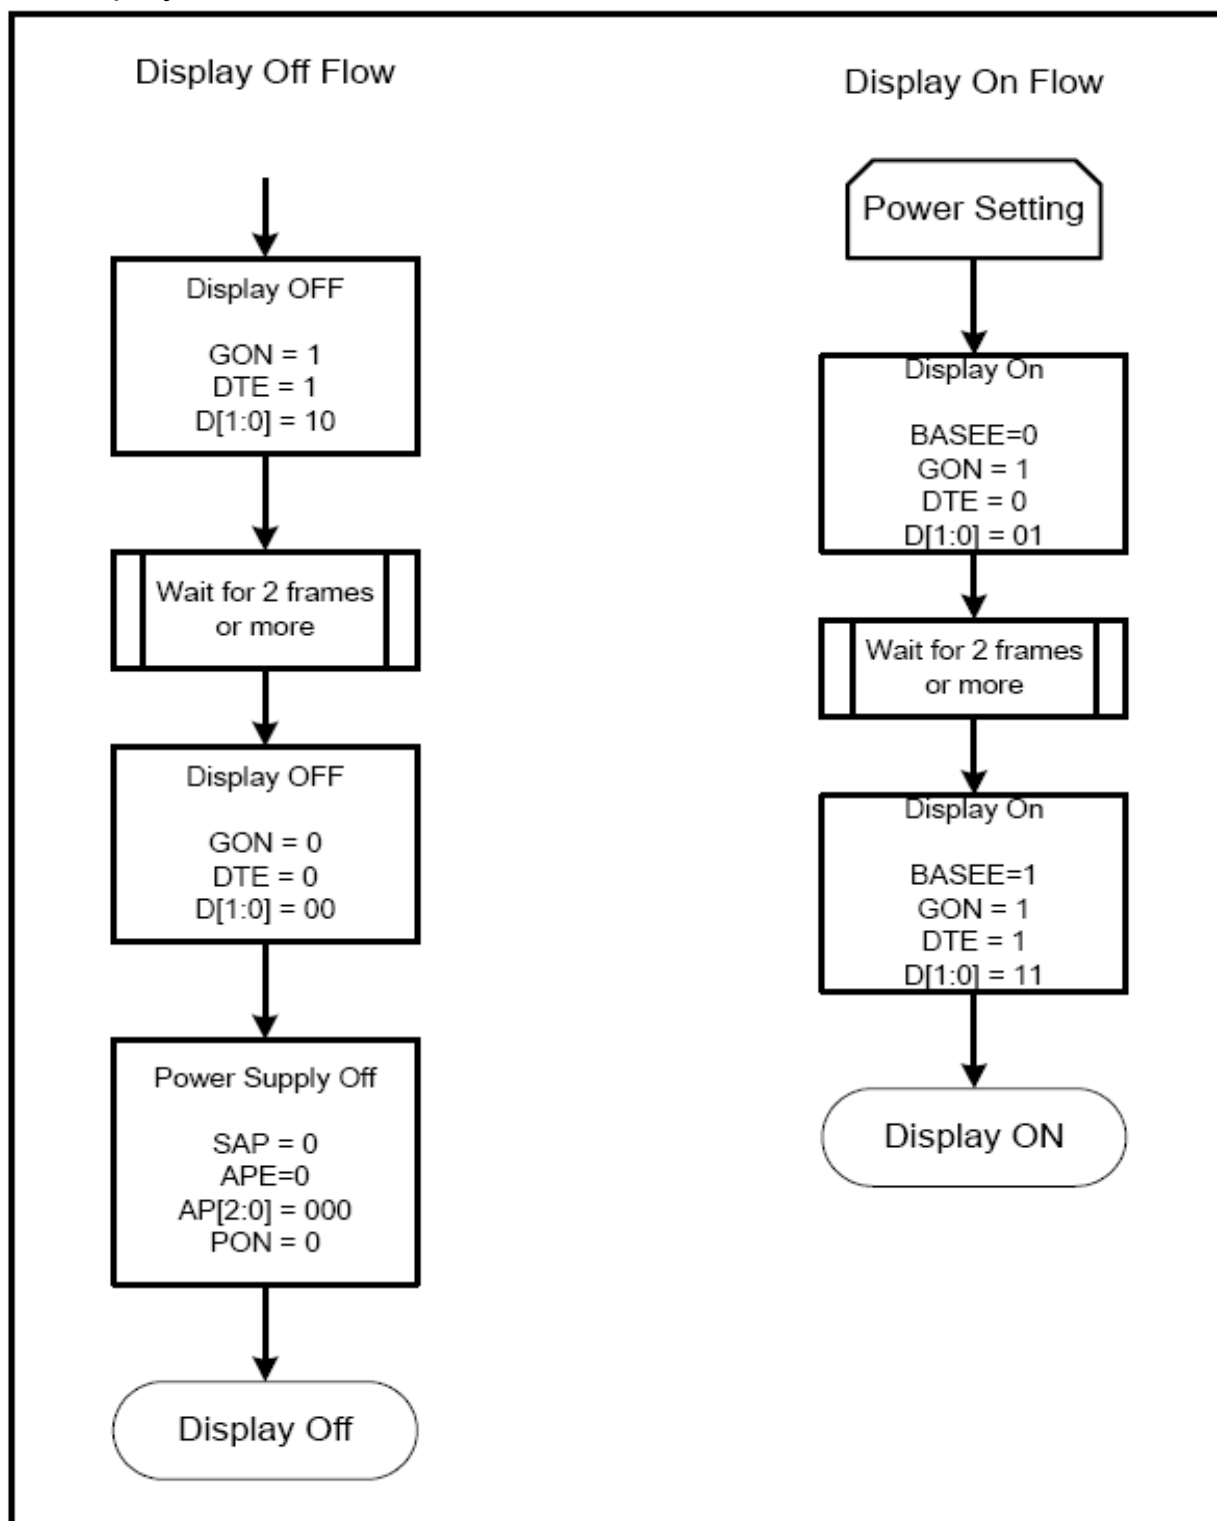 Display Off Flow
Display OFF
GON = 1
DTE = 1
D[1:0] = 10
Wait for 2 frames
or more
Display OFF
GON = 0
DTE = 0
D[1:0] = 00
Power Supply Off
SAP = 0
APE=0
AP[2:0] = 000
PON = 0
Display Off
Display On Flow
Power Setting
Display On
BASEE=0
GON = 1
DTE = 0
D[1:0] = 01
Wait for 2 frames
or more
Display On
BASEE=1
GON = 1
DTE = 1
D[1:0] = 11
Display ON